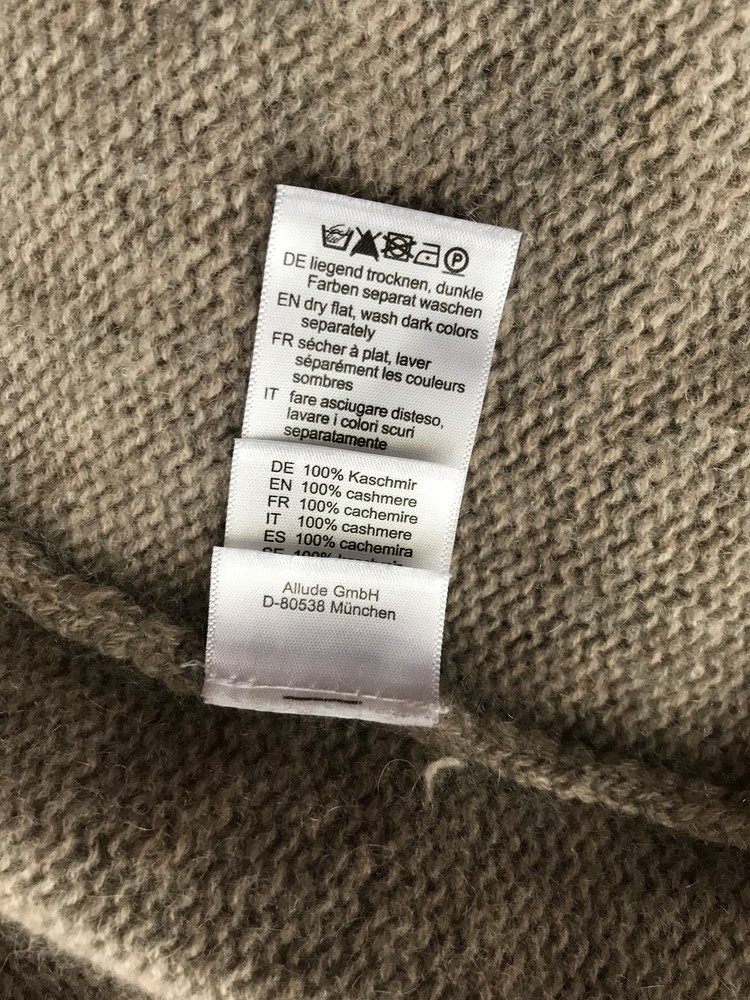 P
DE liegend trocknen, dunkle
Farben separat waschen
EN dry flat, wash dark colors
separately
FR sécher à plat, laver
séparément les couleurs
sombres
IT fare asciugare disteso,
lavare i colori scuri
separatamente
DE 100% Kaschmir
EN 100% cashmere
FR 100% cachemire
IT 100% cashmere
ES 100% cachemira
100%
Allude GmbH
D-80538 München